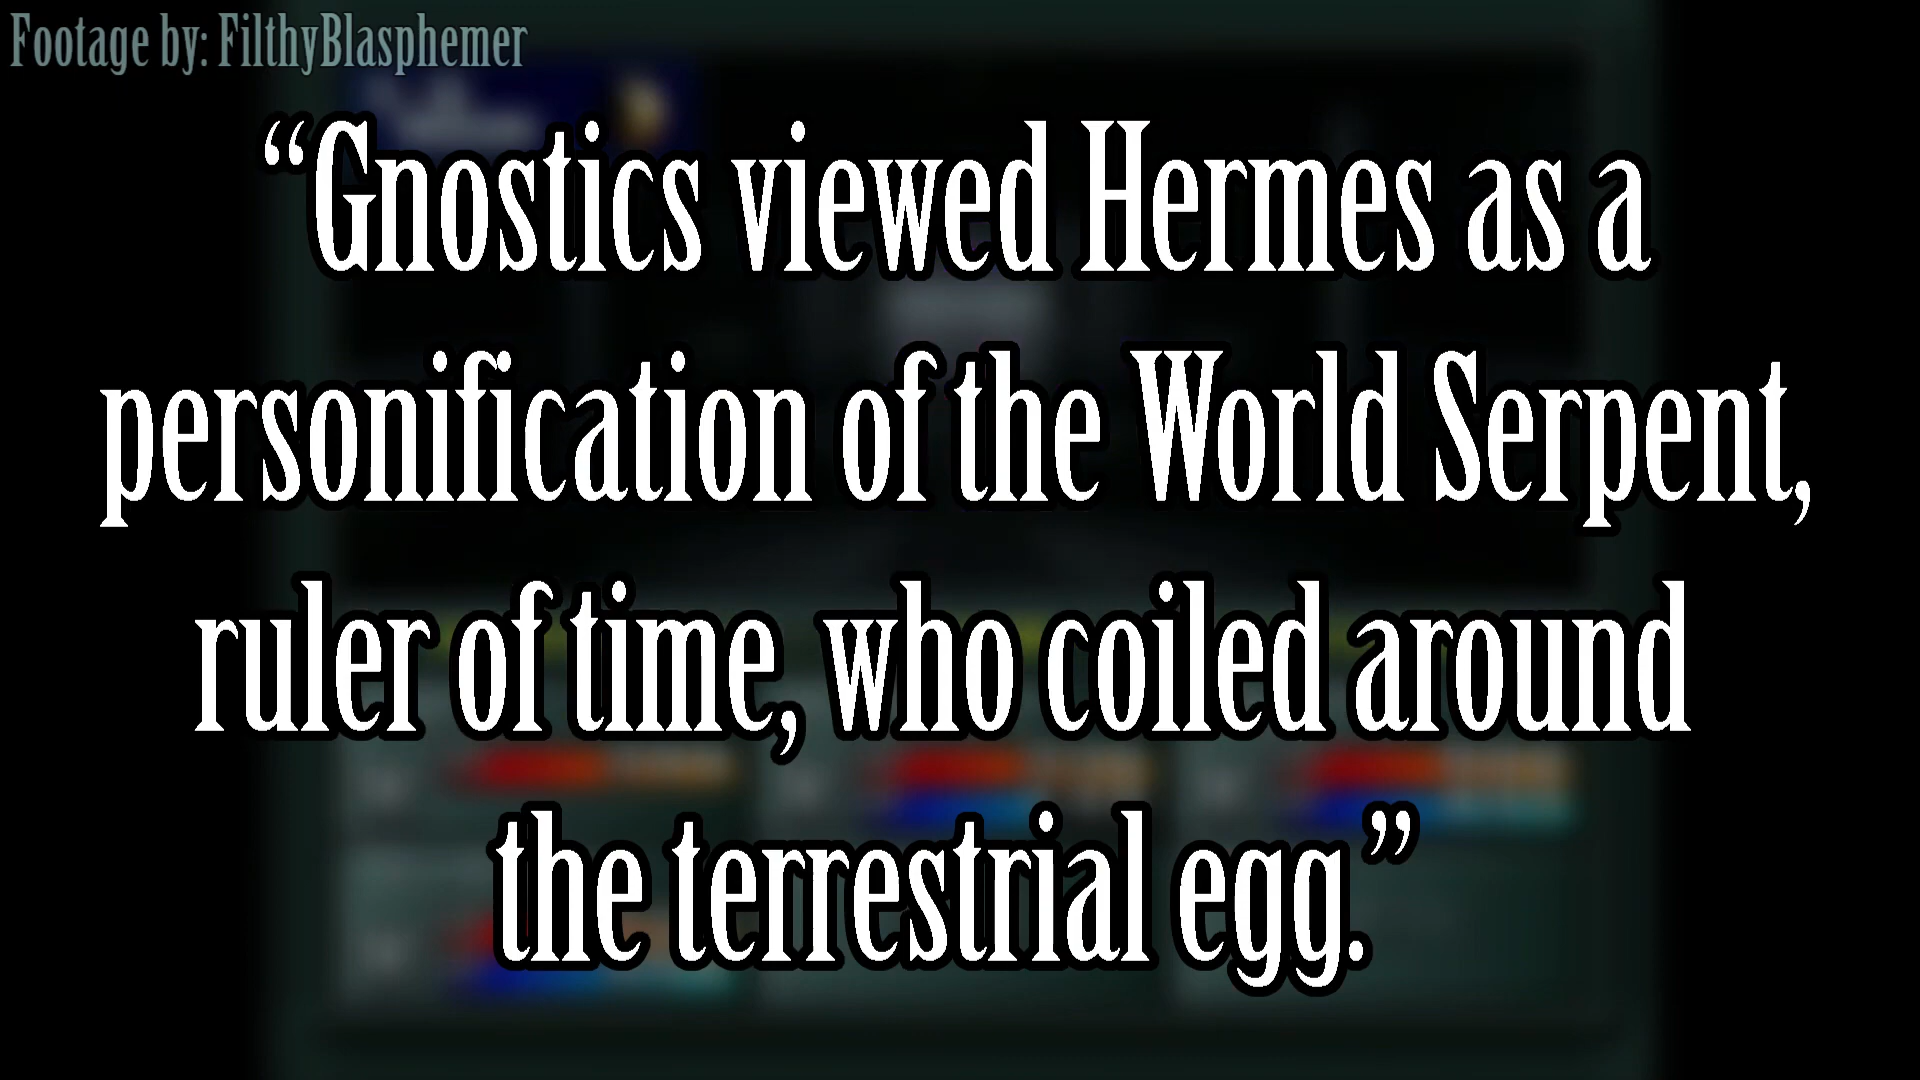 Footage by: FilthyBlasphemer
“Gnostics viewed Hermes as a
personification of the World Serpent,
ruler of time, who coiled around
the terrestrial egg.”